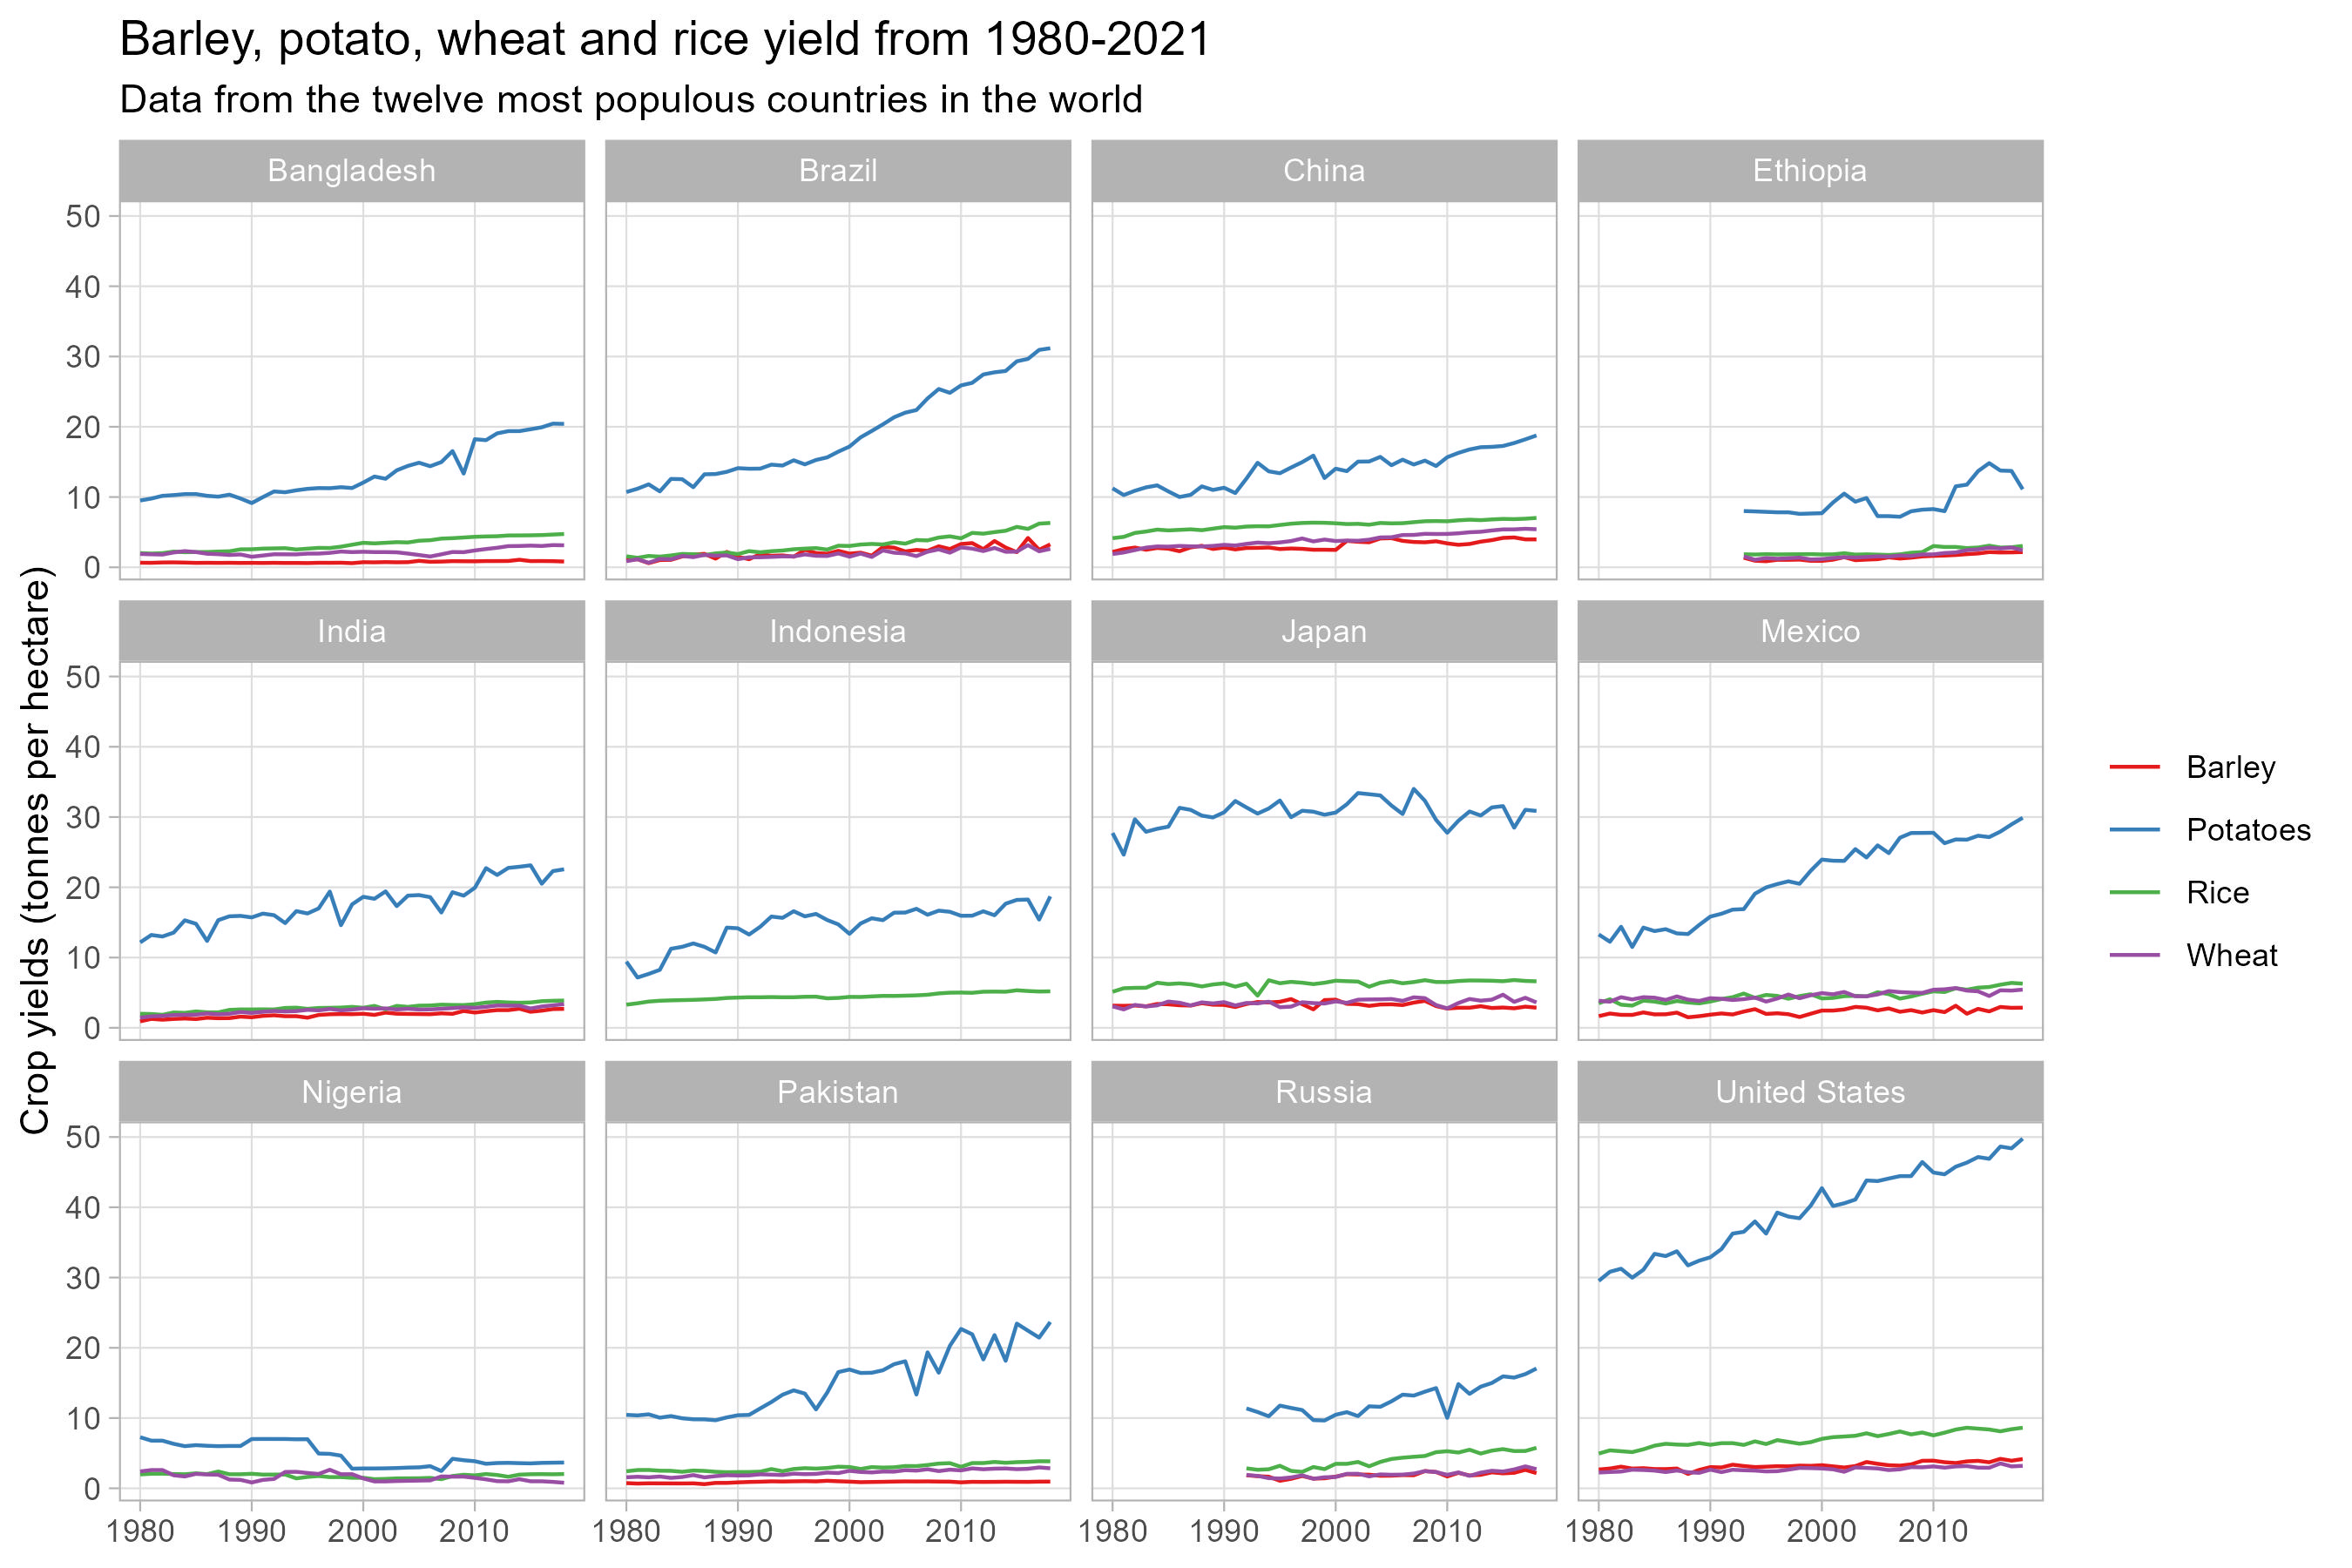 Barley, potato, wheat and rice yield from 1980-2021
Data from the twelve most populous countries in the world
Crop yields (tonnes per hectare)
Bangladesh Brazil China Ethiopia
50
40
30
20
10
0
India Indonesia Japan Mexico
50
40
30
20
10
0
Nigeria Pakistan Russia United States
50
40
30
20
10
0
1980 1990 2000 2010 1980 1990 2000 2010 1980 1990 2000 2010 1980 1990 2000 2010
Barley
Potatoes
Rice
Wheat